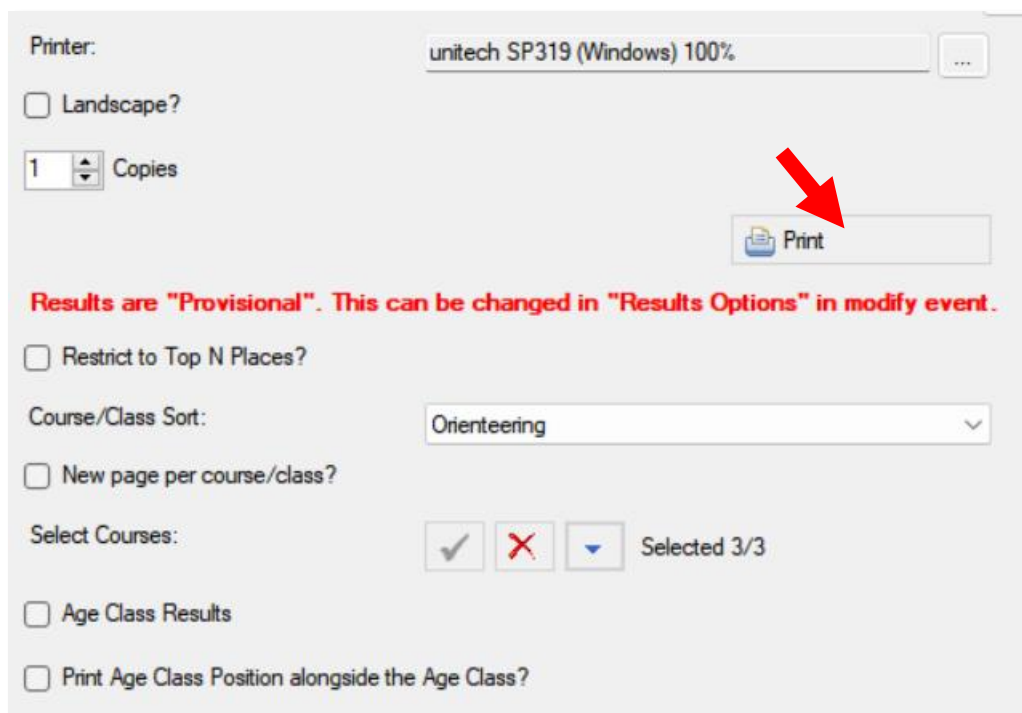 Printer: unitech SP319 (Windows) 100% ...
Landscape?
1 Copies
Print
Results are "Provisional". This can be changed in "Results Options" in modify event.
Restrict to Top N Places?
Course/Class Sort: Orienteering
New page per course/class?
Select Courses: Selected 3/3
Age Class Results
Print Age Class Position alongside the Age Class?